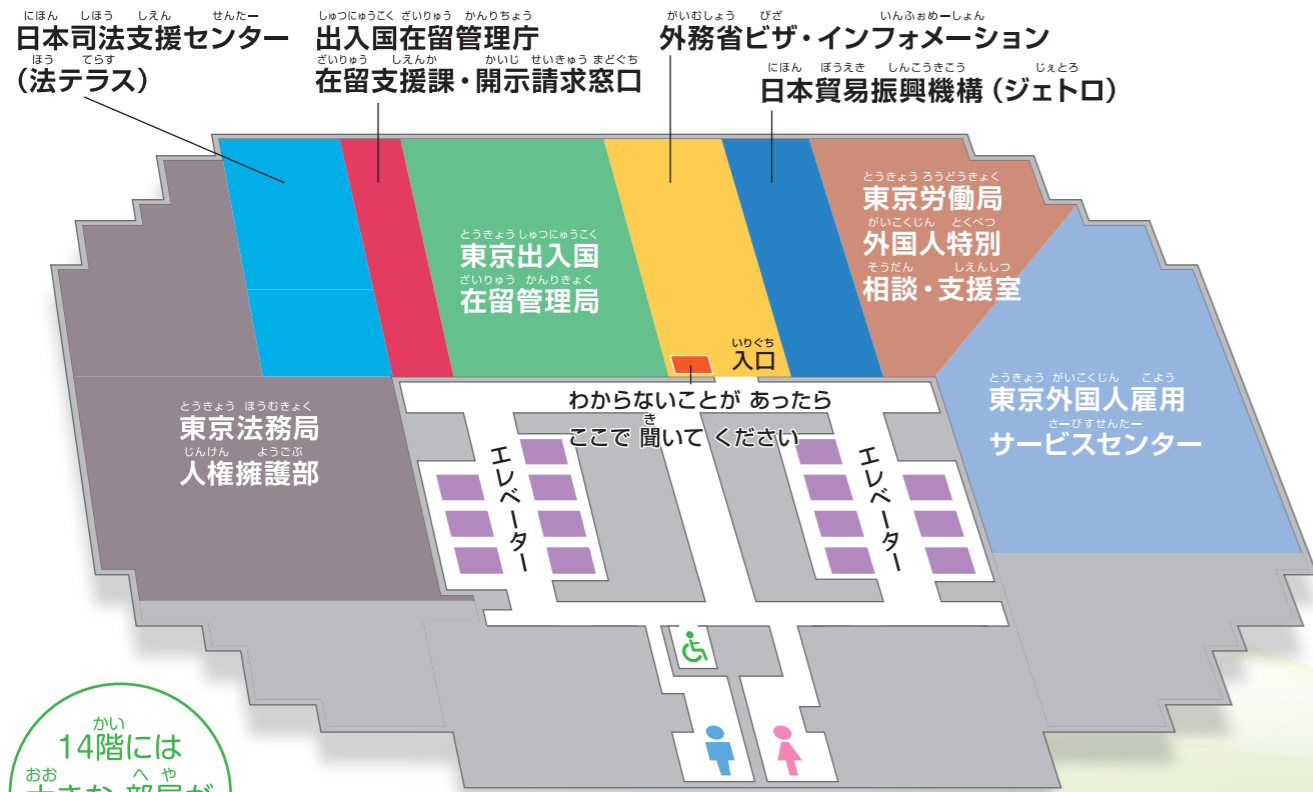 にほん しほう しえん せんたー
日本司法支援センター
ほう てらす
(法テラス)
しゅつにゅうこく ざいりゅう かんりちょう
出入国在留管理庁
ざいりゅう しえんか かいじ せいきゅう まどぐち
在留支援課・開示請求窓口
がいむしょう びざ いんふぉめーしょん
外務省ビザ・インフォメーション
にほん ぼうえき しんこうきこう じぇとろ
日本貿易振興機構(ジェトロ)
とうきょうしゅつにゅうこく
東京出入国
ざいりゅう かんりきょく
在留管理局
とうきょう ろうどうきょく
東京労働局
がいこくじん とくべつ
外国人特別
そうだん しえんしつ
相談・支援室
いりぐち
入口
わからないことが あったら
き
ここで 聞いて ください
とうきょう ほうむきょく
東京法務局
じんけん ようごぶ
人権擁護部
エレベーター
エレベーター
とうきょう がいこくじん こよう
東京外国人雇用
さーびすせんたー
サービスセンター
かい
14階には
おお へや
大きな 部屋が